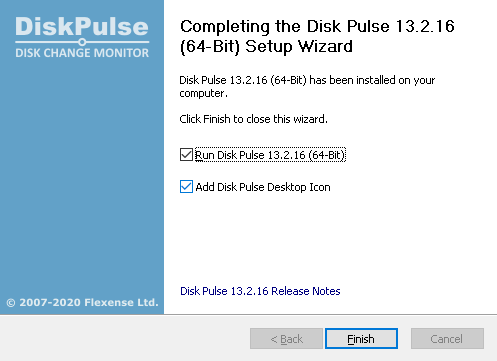 DiskPulse
DISK CHANGE MONITOR
Completing the Disk Pulse 13.2.16
(64-Bit) Setup Wizard
Disk Pulse 13.2.16 (64-Bit) has been installed on your
computer.
Click Finish to close this wizard.
Run Disk Pulse 13.2.16 (64-Bit)
Add Disk Pulse Desktop Icon
Disk Pulse 13.2.16 Release Notes
© 2007-2020 Flexense Ltd.
< Back
Finish
Cancel